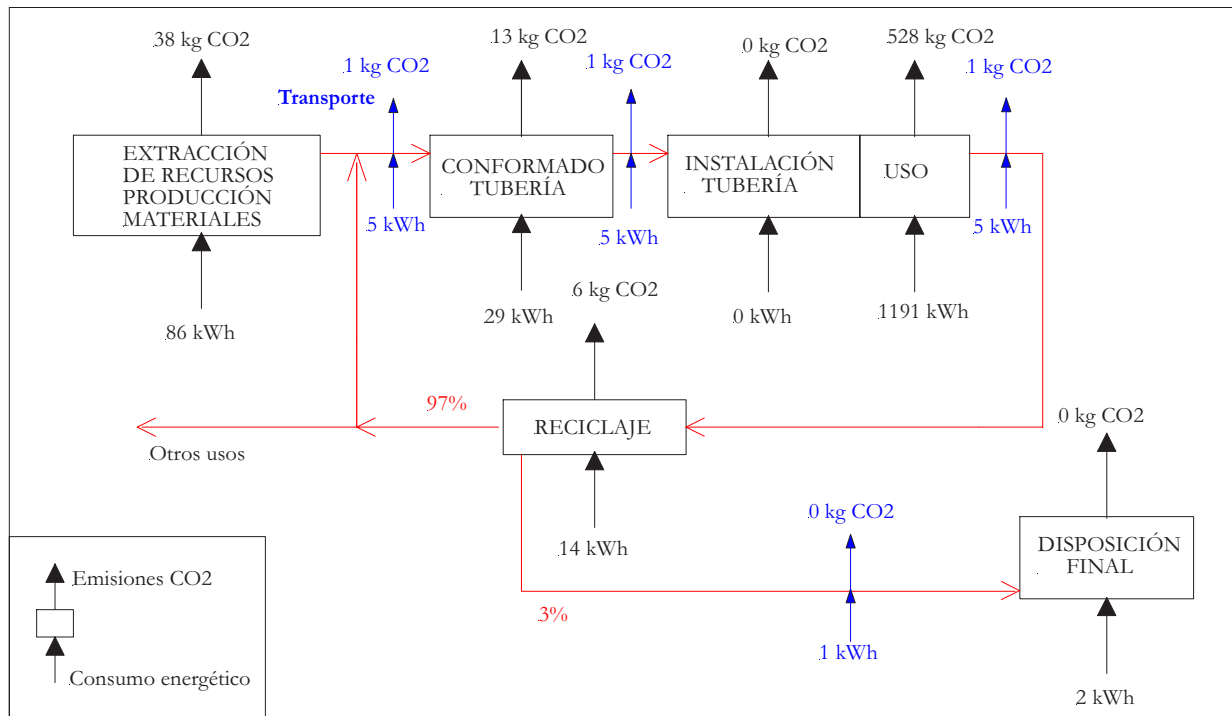 38 kg CO2
13 kg CO2
0 kg CO2
528 kg CO2
1 kg CO2
1 kg CO2
1 kg CO2
Transporte
EXTRACCIÓN
DE RECURSOS
PRODUCCIÓN
MATERIALES
CONFORMADO
TUBERÍA
INSTALACIÓN
TUBERÍA
USO
5 kWh
5 kWh
5 kWh
86 kWh
29 kWh
0 kWh
1191 kWh
6 kg CO2
97%
RECICLAJE
Otros usos
0 kg CO2
14 kWh
0 kg CO2
DISPOSICIÓN
FINAL
3%
1 kWh
2 kWh
Emisiones CO2
Consumo energético